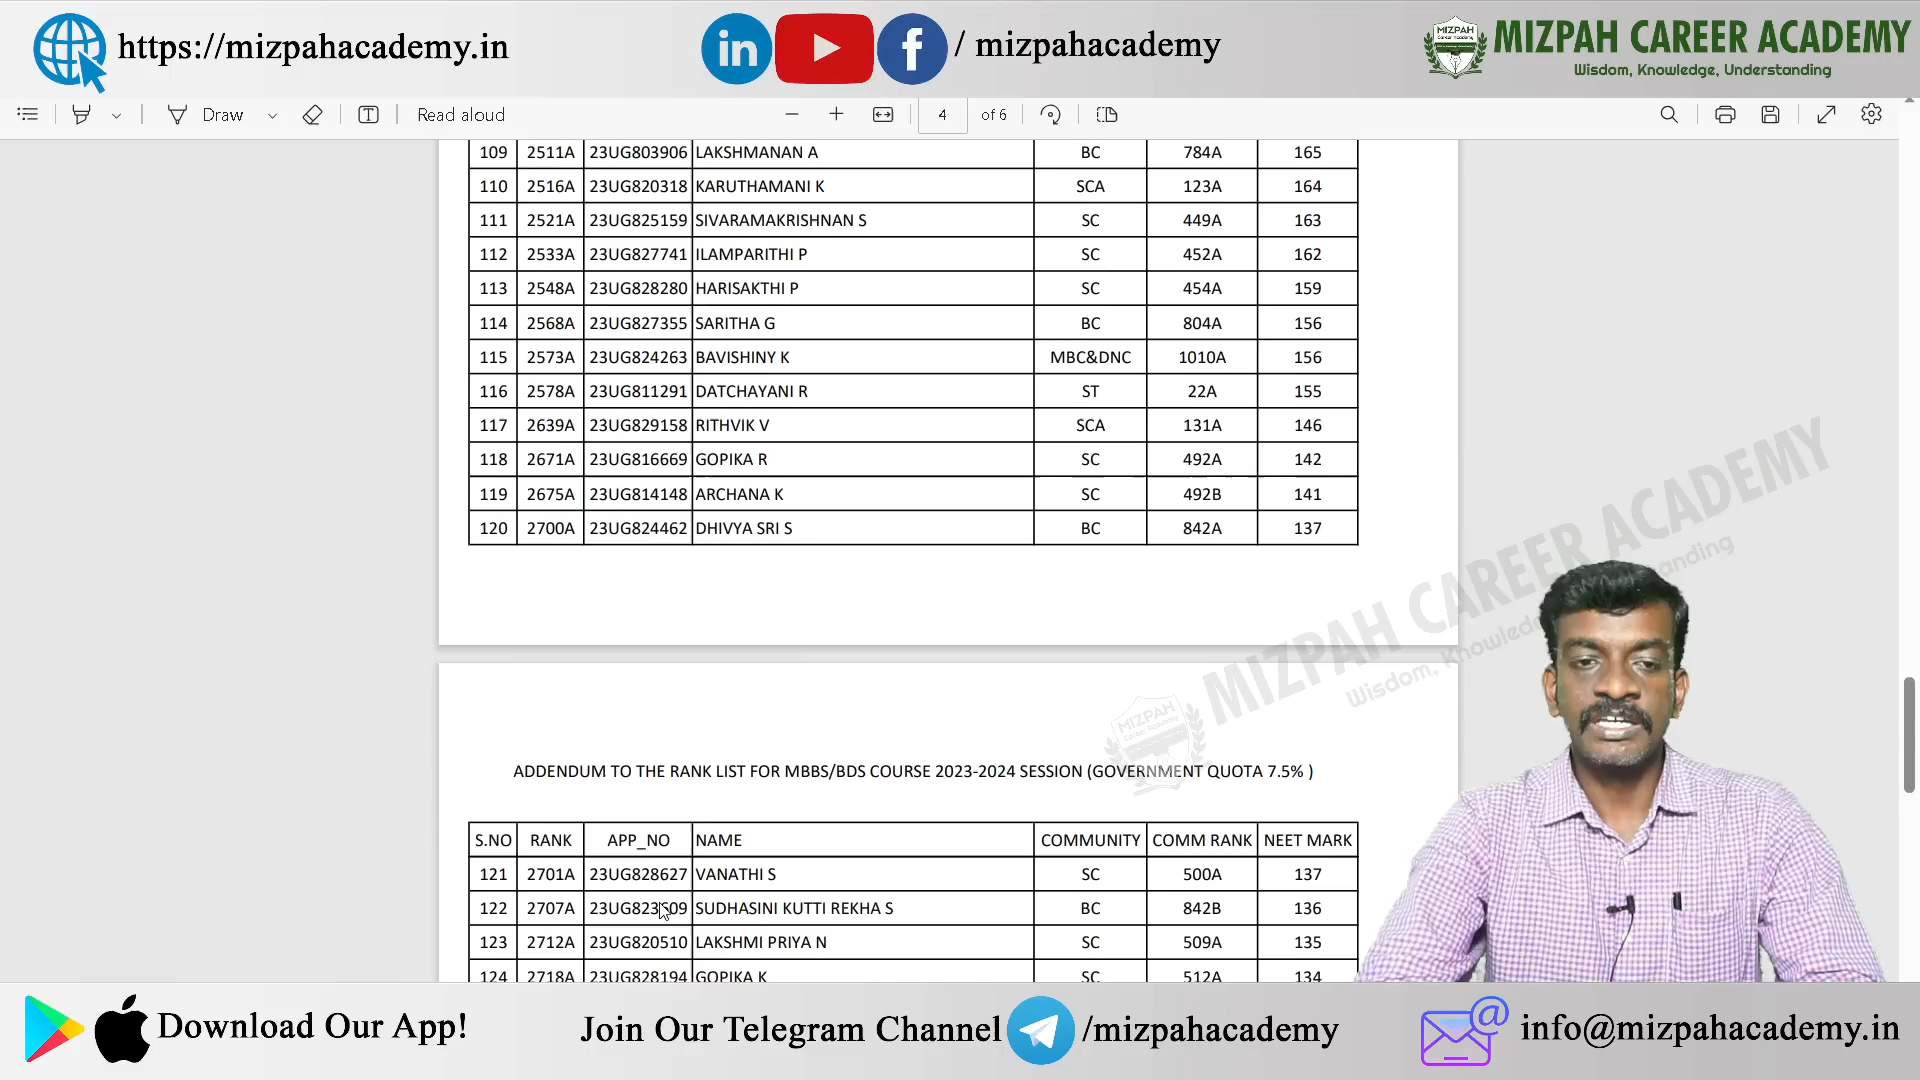 https://mizpahacademy.in
in f / mizpahacademy
MIZPAH CAREER ACADEMY
Wisdom, Knowledge, Understanding
Draw Read aloud 4 of 6
109 2511A 23UG803906 LAKSHMANAN A BC 784A 165
110 2516A 23UG820318 KARUTHAMANI K SCA 123A 164
111 2521A 23UG825159 SIVARAMAKRISHNAN S SC 449A 163
112 2533A 23UG827741 ILAMPARITHI P SC 452A 162
113 2548A 23UG828280 HARISAKTHI P SC 454A 159
114 2568A 23UG827355 SARITHA G BC 804A 156
115 2573A 23UG824263 BAVISHINY K MBC&DNC 1010A 156
116 2578A 23UG811291 DATCHAYANI R ST 22A 155
117 2639A 23UG829158 RITHVIK V SCA 131A 146
118 2671A 23UG816669 GOPIKA R SC 492A 142
119 2675A 23UG814148 ARCHANA K SC 492B 141
120 2700A 23UG824462 DHIVYA SRI S BC 842A 137
MIZPAH CAREER ACADEMY
ADDENDUM TO THE RANK LIST FOR MBBS/BDS COURSE 2023-2024 SESSION (GOVERNMENT QUOTA 7.5% )
S.NO RANK APP_NO NAME COMMUNITY COMM RANK NEET MARK
121 2701A 23UG828627 VANATHI S SC 500A 137
122 2707A SUDHASINI KUTTI REKHA S BC 842B 136
123 2712A 23UG820510 LAKSHMI PRIYA N SC 509A 135
124 2718A 23UG828194 GOPIKA K SC 512A 134
Download Our App!
Join Our Telegram Channel /mizpahacademy
info@mizpahacademy.in